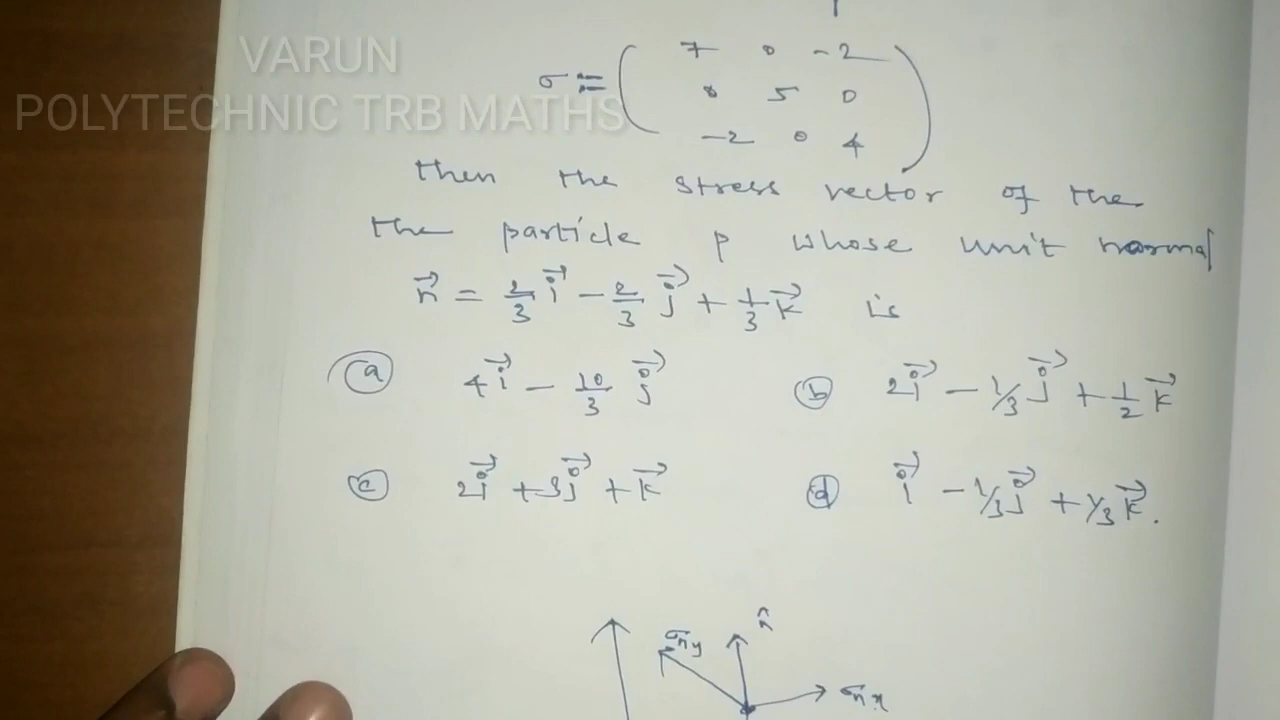 VARUN
POLYTECHNIC TRB MATHS
σ = ( 7 0 -2
0 5 0
-2 0 4 )
then the stress vector of the
the particle p whose unit normal
n⃗ = 2/3 i⃗ - 2/3 j⃗ + 1/3 k⃗ is
(a) 4i⃗ - 10/3 j⃗ (b) 2i⃗ - 1/3 j⃗ + 1/2 k⃗
(c) 2i⃗ + 3j⃗ + k⃗ (d) i⃗ - 1/3 j⃗ + 1/3 k⃗.
σny n̂
σnx